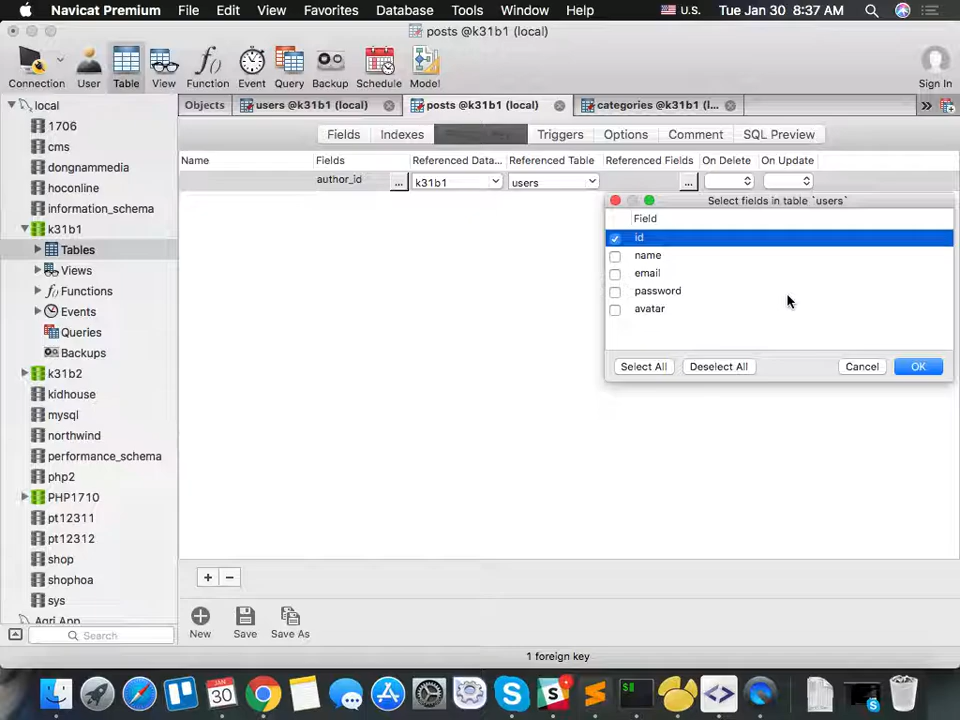 Navicat Premium File Edit View Favorites Database Tools Window Help U.S. Tue Jan 30 8:37 AM
posts @k31b1 (local)
Connection User Table View Function Event Query Backup Schedule Model Sign In
Objects users @k31b1 (local) posts @k31b1 (local) categories @k31b1 (l... »
Fields Indexes Triggers Options Comment SQL Preview
Name Fields Referenced Data... Referenced Table Referenced Fields On Delete On Update
author_id ... k31b1 users ...
Select fields in table `users`
Field
id
name
email
password
avatar
Select All Deselect All Cancel OK
local
1706
cms
dongnammedia
hoconline
information_schema
k31b1
Tables
Views
Functions
Events
Queries
Backups
k31b2
kidhouse
mysql
northwind
performance_schema
php2
PHP1710
pt12311
pt12312
shop
shophoa
sys
Agri App
Search
+ −
New Save Save As
1 foreign key
JAN
30